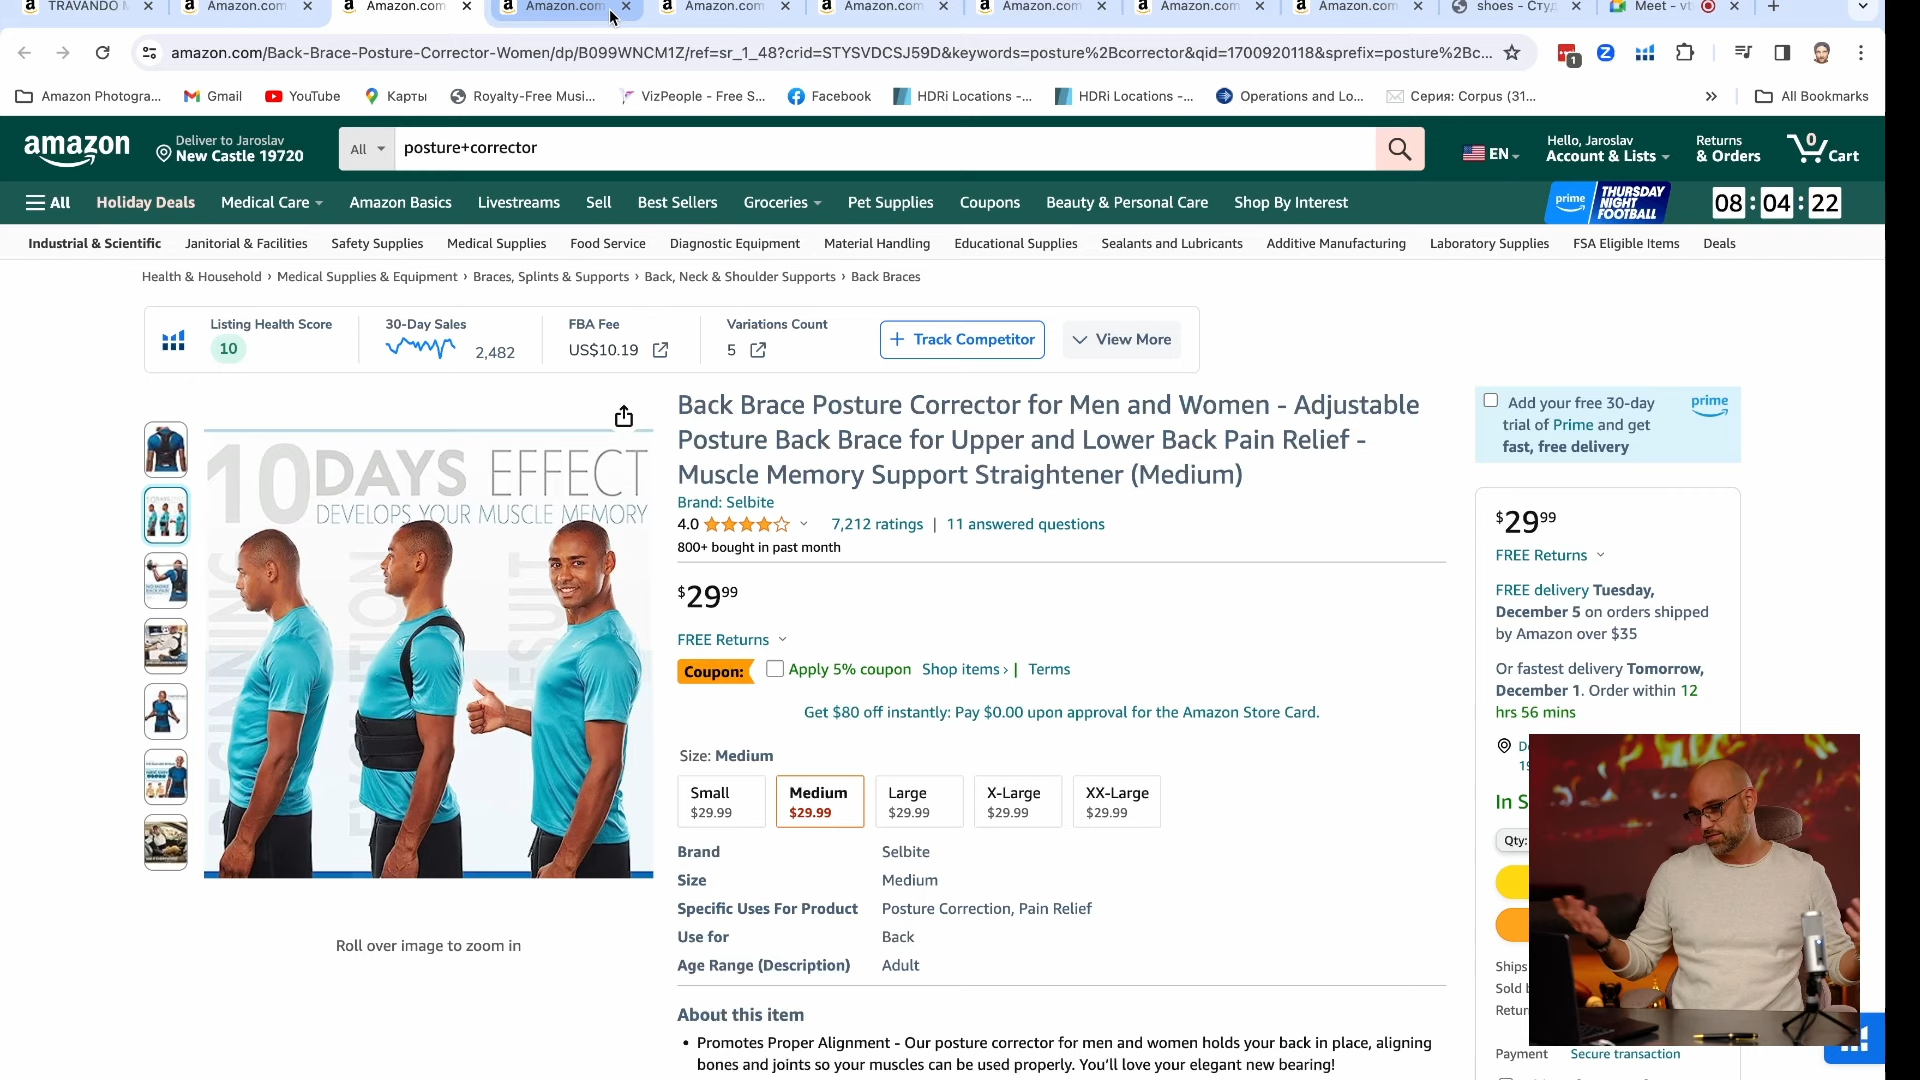 TRAVANDO M
Amazon.com
Amazon.com
Amazon.com
Amazon.com
Amazon.com
Amazon.com
Amazon.com
Amazon.com
shoes - Сту
Meet - vt
amazon.com/Back-Brace-Posture-Corrector-Women/dp/B099WNCM1Z/ref=sr_1_48?crid=STYSVDCSJ59D&keywords=posture%2Bcorrector&qid=1700920118&sprefix=posture%2Bc...
1
Amazon Photogra...
Gmail
YouTube
Карты
Royalty-Free Musi...
VizPeople - Free S...
Facebook
HDRi Locations -...
HDRi Locations -...
Operations and Lo...
Серия: Corpus (31...
All Bookmarks
amazon
Deliver to Jaroslav
New Castle 19720
All
posture+corrector
EN
Hello, Jaroslav
Account & Lists
Returns
& Orders
0
Cart
All
Holiday Deals
Medical Care
Amazon Basics
Livestreams
Sell
Best Sellers
Groceries
Pet Supplies
Coupons
Beauty & Personal Care
Shop By Interest
prime
THURSDAY
NIGHT
FOOTBALL
08 : 04 : 22
Industrial & Scientific
Janitorial & Facilities
Safety Supplies
Medical Supplies
Food Service
Diagnostic Equipment
Material Handling
Educational Supplies
Sealants and Lubricants
Additive Manufacturing
Laboratory Supplies
FSA Eligible Items
Deals
Health & Household › Medical Supplies & Equipment › Braces, Splints & Supports › Back, Neck & Shoulder Supports › Back Braces
Listing Health Score
10
30-Day Sales
2,482
FBA Fee
US$10.19
Variations Count
5
+ Track Competitor
View More
10 DAYS EFFECT
DEVELOPS YOUR MUSCLE MEMORY
BEGINNING
Roll over image to zoom in
Back Brace Posture Corrector for Men and Women - Adjustable
Posture Back Brace for Upper and Lower Back Pain Relief -
Muscle Memory Support Straightener (Medium)
Brand: Selbite
4.0
7,212 ratings | 11 answered questions
800+ bought in past month
$29 99
FREE Returns
Coupon:
Apply 5% coupon Shop items › | Terms
Get $80 off instantly: Pay $0.00 upon approval for the Amazon Store Card.
Size: Medium
Small
$29.99
Medium
$29.99
Large
$29.99
X-Large
$29.99
XX-Large
$29.99
Brand Selbite
Size Medium
Specific Uses For Product Posture Correction, Pain Relief
Use for Back
Age Range (Description) Adult
About this item
• Promotes Proper Alignment - Our posture corrector for men and women holds your back in place, aligning
bones and joints so your muscles can be used properly. You'll love your elegant new bearing!
Add your free 30-day
trial of Prime and get
fast, free delivery
prime
$29 99
FREE Returns
FREE delivery Tuesday,
December 5 on orders shipped
by Amazon over $35
Or fastest delivery Tomorrow,
December 1. Order within 12
hrs 56 mins
In S
Qty:
Ships
Sold
Payment
Secure transaction